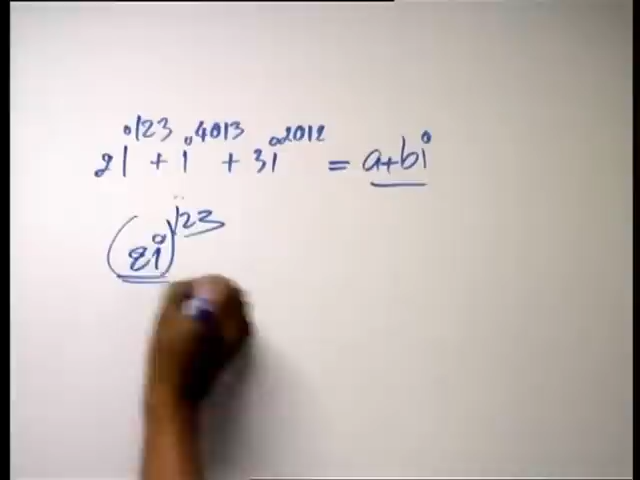 2i^123 + i^4013 + 3i^2012 = a+bi
(2i)^123